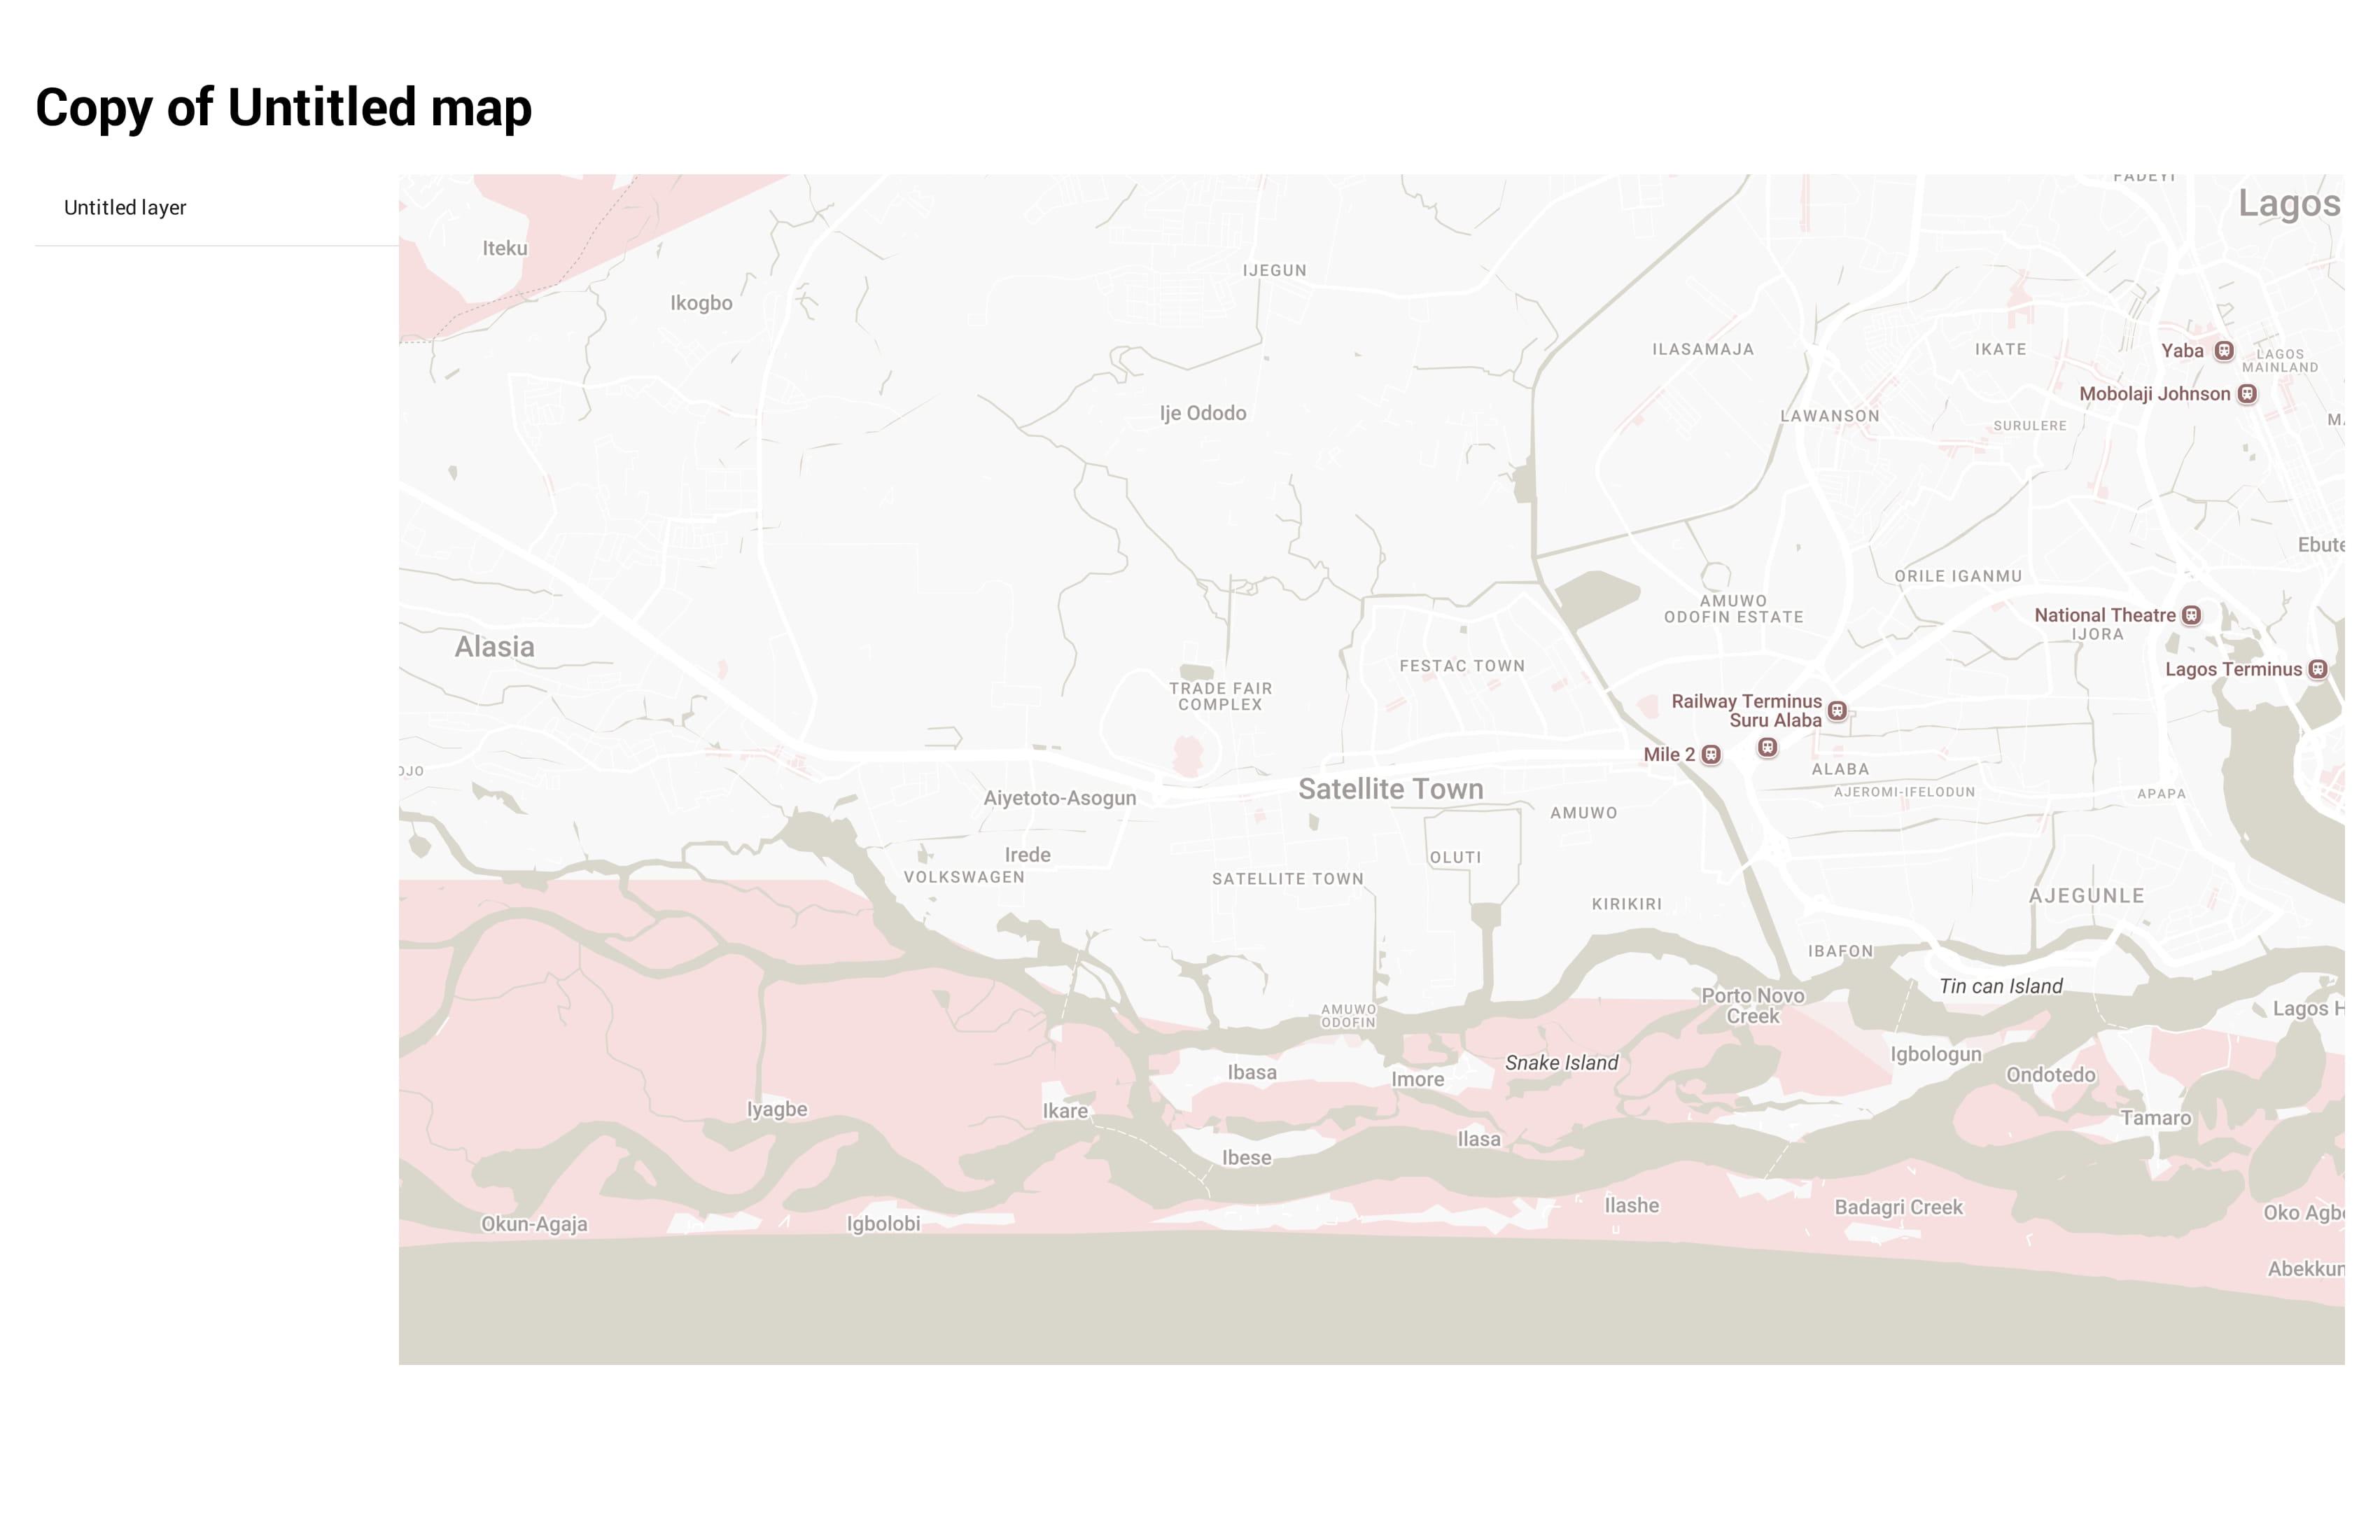 Copy of Untitled map
Untitled layer
FADEYI
Lagos
Iteku
IJEGUN
Ikogbo
ILASAMAJA
IKATE
Yaba
LAGOS
MAINLAND
Mobolaji Johnson
Ije Ododo
LAWANSON
SURULERE
ORILE IGANMU
AMUWO
ODOFIN ESTATE
National Theatre
IJORA
Alasia
FESTAC TOWN
Lagos Terminus
TRADE FAIR
COMPLEX
Railway Terminus
Suru Alaba
Mile 2
ALABA
Satellite Town
AJEROMI-IFELODUN
APAPA
Aiyetoto-Asogun
AMUWO
Irede
OLUTI
VOLKSWAGEN
SATELLITE TOWN
AJEGUNLE
KIRIKIRI
IBAFON
Tin can Island
Porto Novo
Creek
AMUWO
ODOFIN
Lagos H
Igbologun
Snake Island
Ibasa
Imore
Ondotedo
Iyagbe
Ikare
Tamaro
Ilasa
Ibese
Ilashe
Badagri Creek
Oko Agbo
Okun-Agaja
Igbolobi
Abekkun